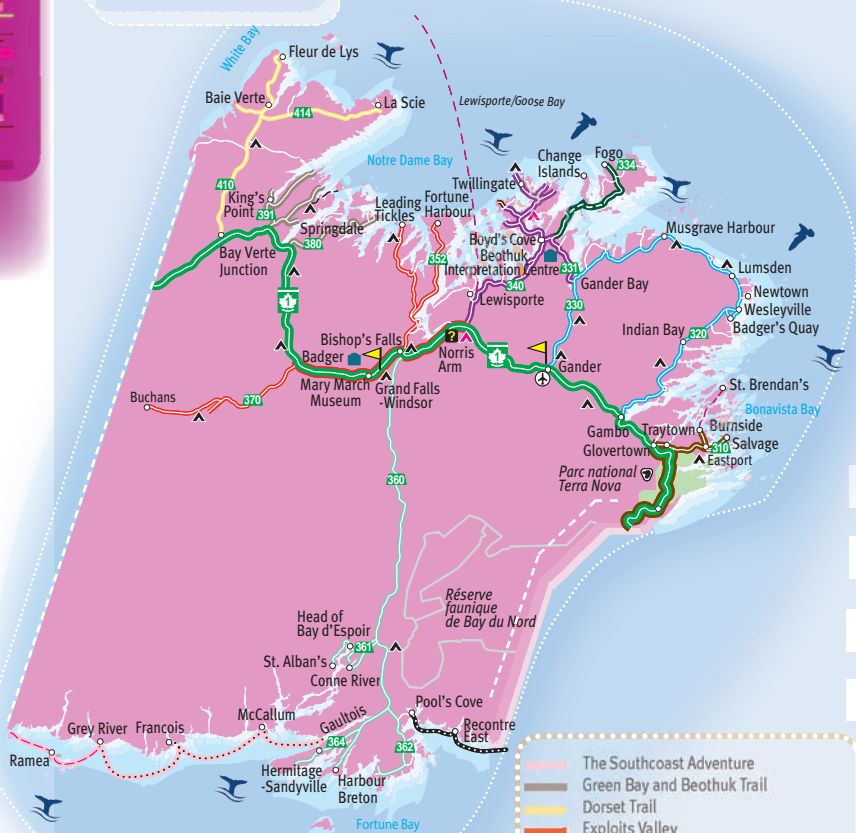 White Bay
Fleur de Lys
Baie Verte
La Scie
414
Lewisporte/Goose Bay
Notre Dame Bay
Change
Islands
Fogo
334
Twillingate
410
King's
Point
391
Springdale
380
Leading
Tickles
Fortune
Harbour
352
Boyd's Cove
Beothuk
Interpretation Centre
331
340
Musgrave Harbour
Bay Verte
Junction
Gander Bay
Lumsden
Newtown
Wesleyville
Badger's Quay
Lewisporte
330
1
Indian Bay
320
Bishop's Falls
Badger
?
Norris
Arm
1
Gander
Mary March
Museum
Grand Falls
-Windsor
St. Brendan's
Bonavista Bay
Buchans
370
Gambo
Traytown
Burnside
Salvage
310
Glovertown
Eastport
Parc national
Terra Nova
360
Réserve
faunique
de Bay du Nord
Head of
Bay d'Espoir
361
St. Alban's
Conne River
Pool's Cove
McCallum
Gaultois
Grey River
François
Recontre
East
364
362
Ramea
Hermitage
-Sandyville
Harbour
Breton
Fortune Bay
The Southcoast Adventure
Green Bay and Beothuk Trail
Dorset Trail
Exploits Valley